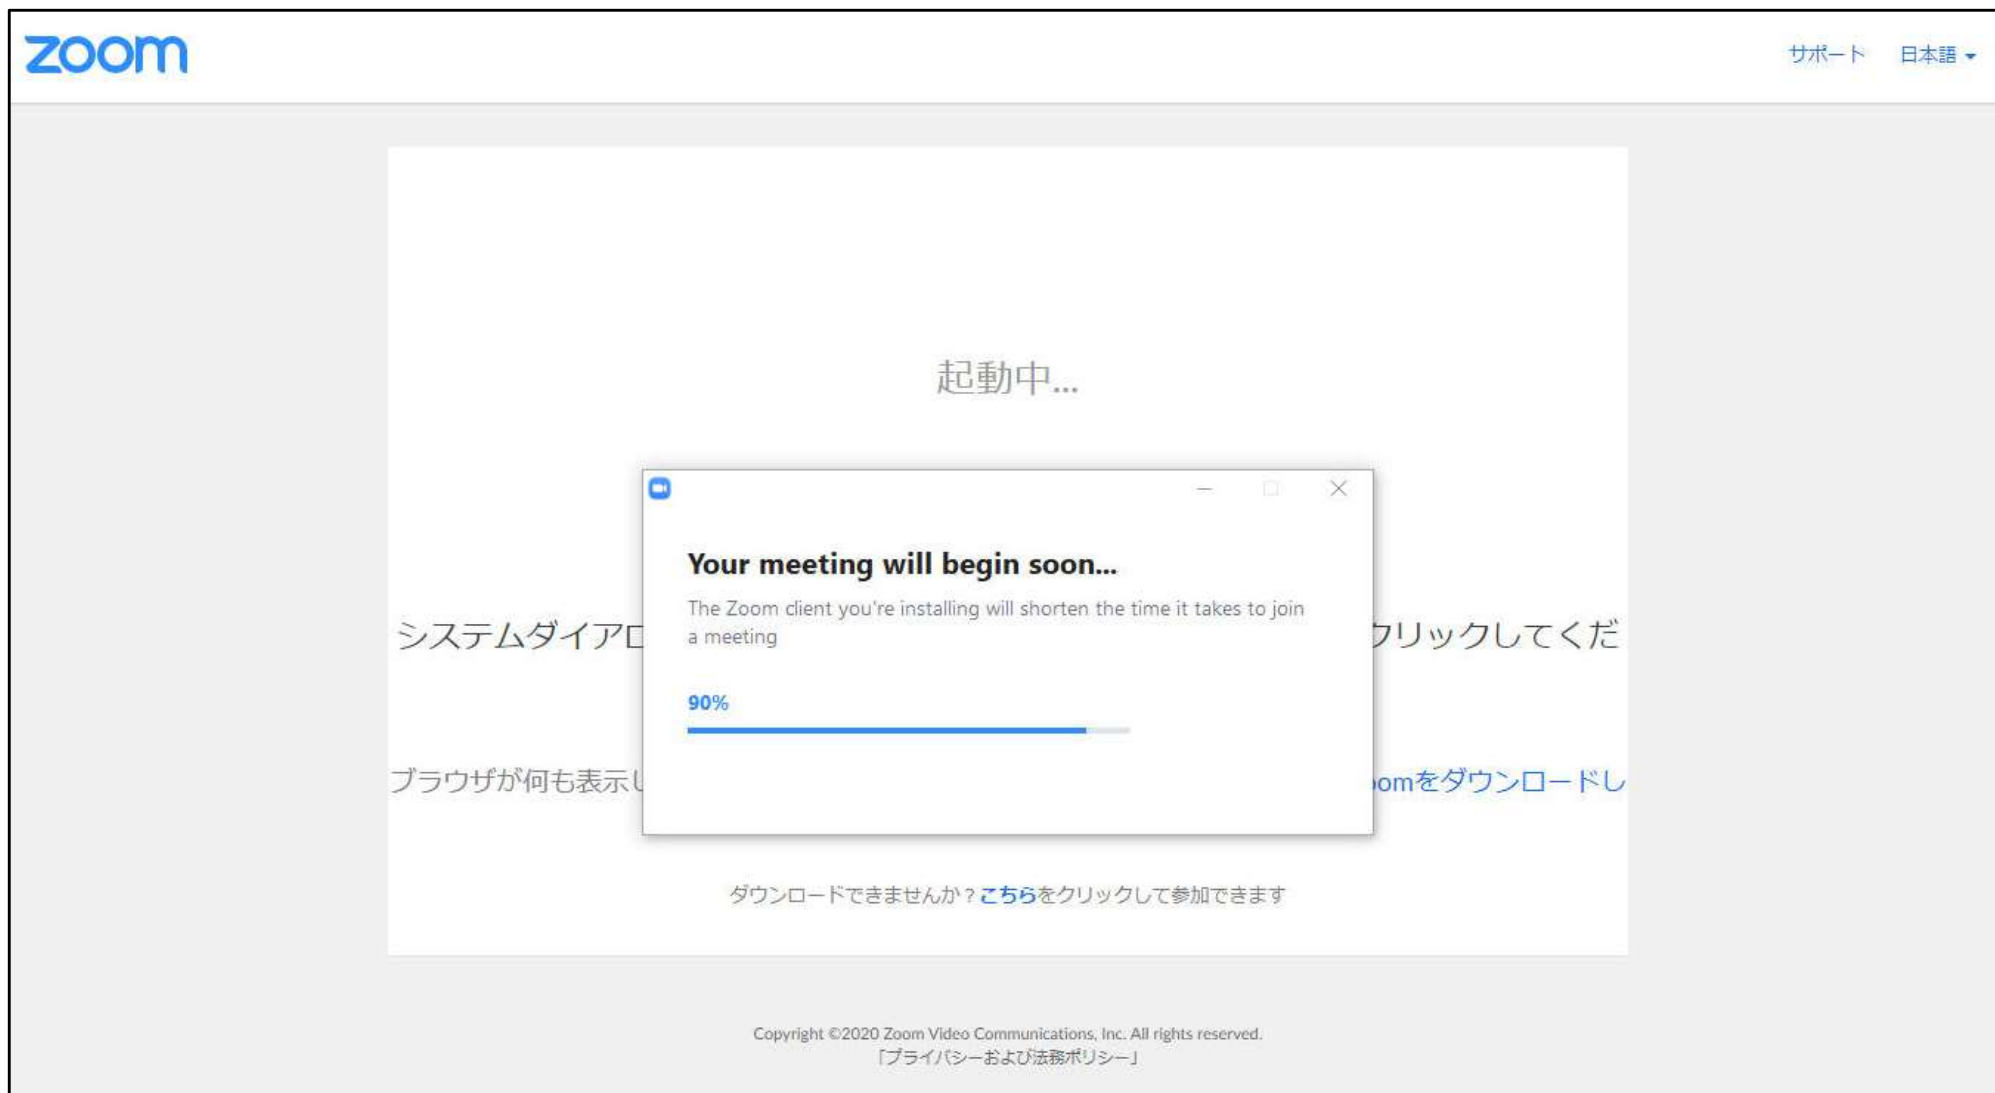 zoom
サポート 日本語
起動中...
Your meeting will begin soon...
The Zoom client you're installing will shorten the time it takes to join
a meeting
システムダイアロ クリックしてくだ
90%
ブラウザが何も表示し omをダウンロードし
ダウンロードできませんか？こちらをクリックして参加できます
Copyright ©2020 Zoom Video Communications, Inc. All rights reserved.
「プライバシーおよび法務ポリシー」